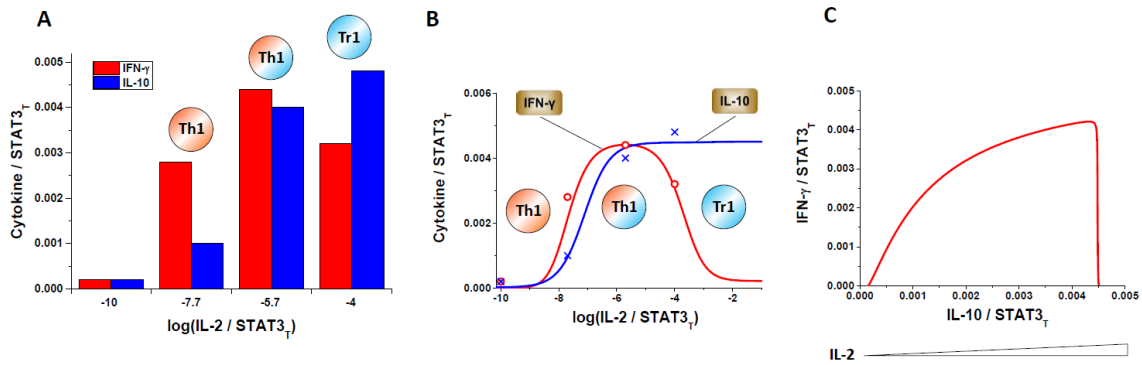 A
IFN-γ
IL-10
Th1
Th1
Tr1
Cytokine / STAT3T
0.005
0.004
0.003
0.002
0.001
0.000
-10
-7.7
-5.7
-4
log(IL-2 / STAT3T)
B
IFN-γ
IL-10
Th1
Th1
Tr1
Cytokine / STAT3T
0.006
0.004
0.002
0.000
-10
-8
-6
-4
-2
log(IL-2 / STAT3T)
C
IFN-γ / STAT3T
0.005
0.004
0.003
0.002
0.001
0.000
0.000
0.001
0.002
0.003
0.004
0.005
IL-10 / STAT3T
IL-2